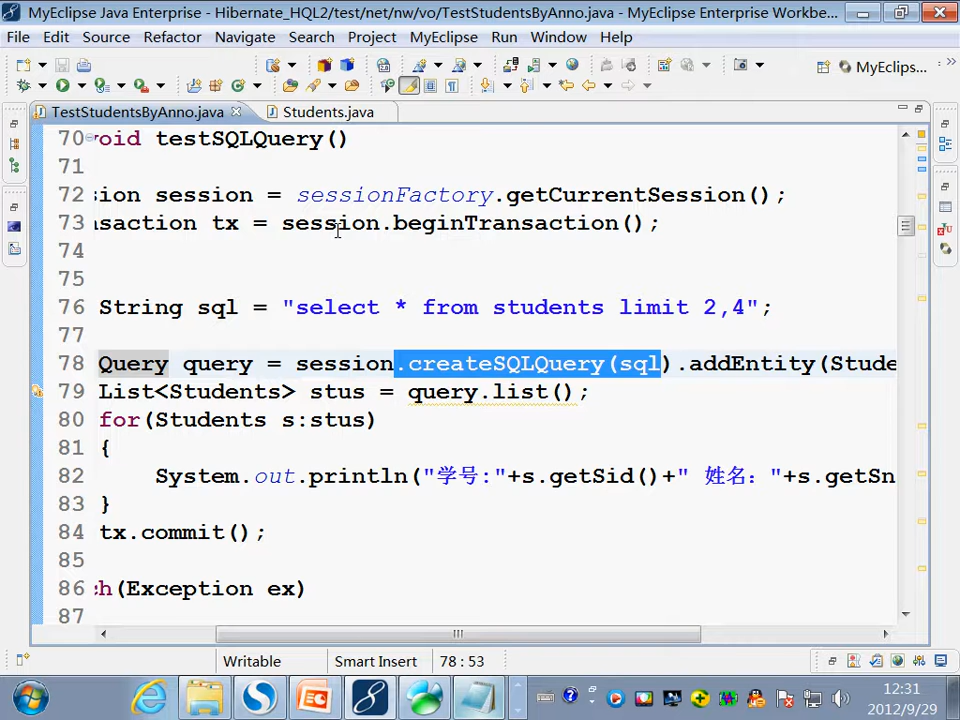 MyEclipse Java Enterprise - Hibernate_HQL2/test/net/nw/vo/TestStudentsByAnno.java - MyEclipse Enterprise Workbe...
File Edit Source Refactor Navigate Search Project MyEclipse Run Window Help
MyEclips...
TestStudentsByAnno.java Students.java
70 void testSQLQuery()
71
72 sion session = sessionFactory.getCurrentSession();
73 nsaction tx = session.beginTransaction();
74
75
76 String sql = "select * from students limit 2,4";
77
78 Query query = session.createSQLQuery(sql).addEntity(Stude
79 List<Students> stus = query.list();
80 for(Students s:stus)
81 {
82 System.out.println("学号:"+s.getSid()+" 姓名："+s.getSn
83 }
84 tx.commit();
85
86 ch(Exception ex)
87
Writable Smart Insert 78 : 53
12:31
2012/9/29